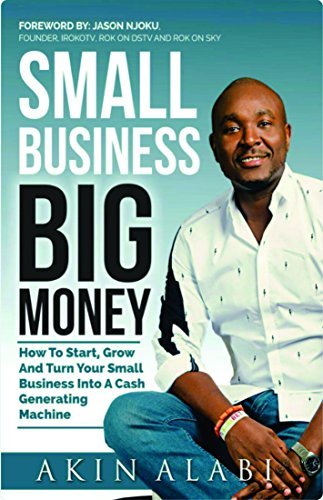 FOREWORD BY: JASON NJOKU,
FOUNDER, IROKOTV, ROK ON DSTV AND ROK ON SKY
SMALL
BUSINESS
BIG
MONEY
How To Start, Grow
And Turn Your Small
Business Into A Cash
Generating
Machine
AKIN ALABI